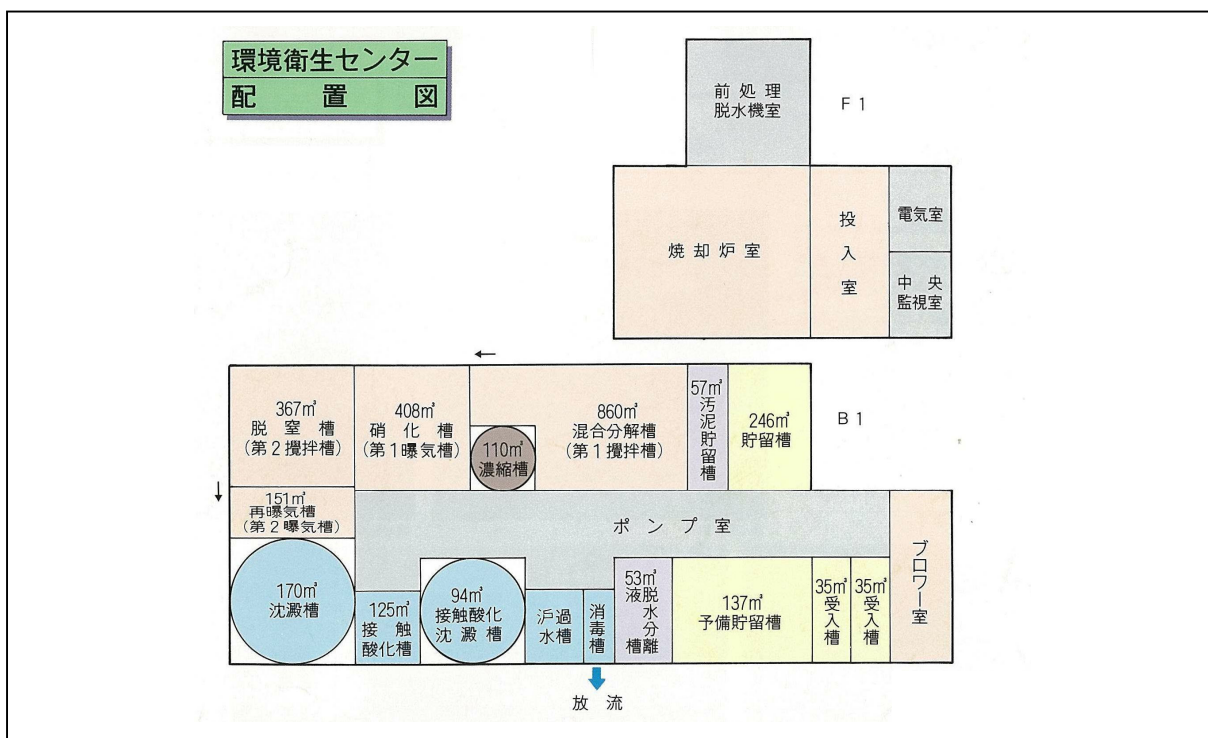 環境衛生センター
配置図
前処理
脱水機室
F1
焼却炉室
投入室
電気室
中央
監視室
367㎥
脱窒槽
(第2攪拌槽)
408㎥
硝化槽
(第1曝気槽)
110㎥
濃縮槽
860㎥
混合分解槽
(第1攪拌槽)
57㎥
汚泥貯留槽
246㎥
貯留槽
B1
151㎥
再曝気槽
(第2曝気槽)
ポンプ室
ブロワー室
170㎥
沈澱槽
125㎥
接触
酸化槽
94㎥
接触酸化
沈澱槽
沪過
水槽
消毒槽
53㎥
脱水分離
液槽
137㎥
予備貯留槽
35㎥
受入槽
35㎥
受入槽
放流